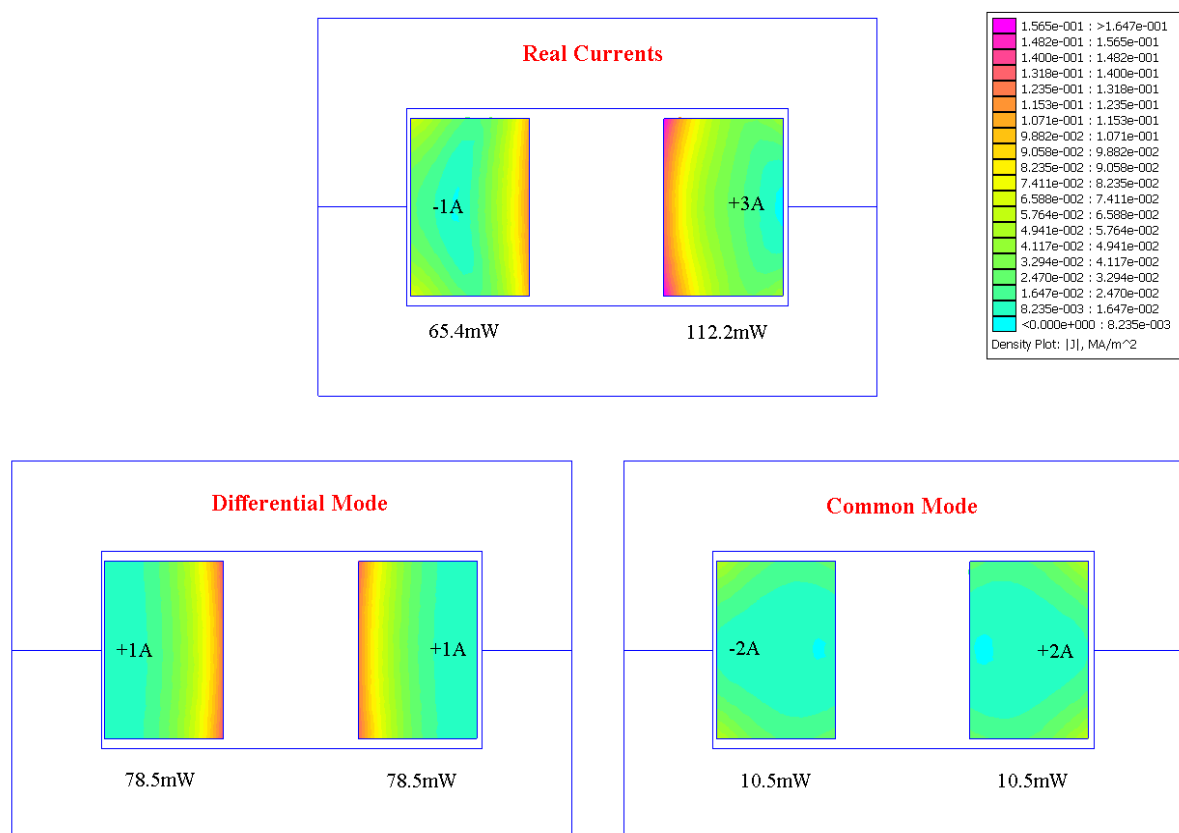 Real Currents
-1A
+3A
65.4mW
112.2mW
1.565e-001 : >1.647e-001
1.482e-001 : 1.565e-001
1.400e-001 : 1.482e-001
1.318e-001 : 1.400e-001
1.235e-001 : 1.318e-001
1.153e-001 : 1.235e-001
1.071e-001 : 1.153e-001
9.882e-002 : 1.071e-001
9.058e-002 : 9.882e-002
8.235e-002 : 9.058e-002
7.411e-002 : 8.235e-002
6.588e-002 : 7.411e-002
5.764e-002 : 6.588e-002
4.941e-002 : 5.764e-002
4.117e-002 : 4.941e-002
3.294e-002 : 4.117e-002
2.470e-002 : 3.294e-002
1.647e-002 : 2.470e-002
8.235e-003 : 1.647e-002
<0.000e+000 : 8.235e-003
Density Plot: |J|, MA/m^2
Differential Mode
+1A
+1A
78.5mW
78.5mW
Common Mode
-2A
+2A
10.5mW
10.5mW